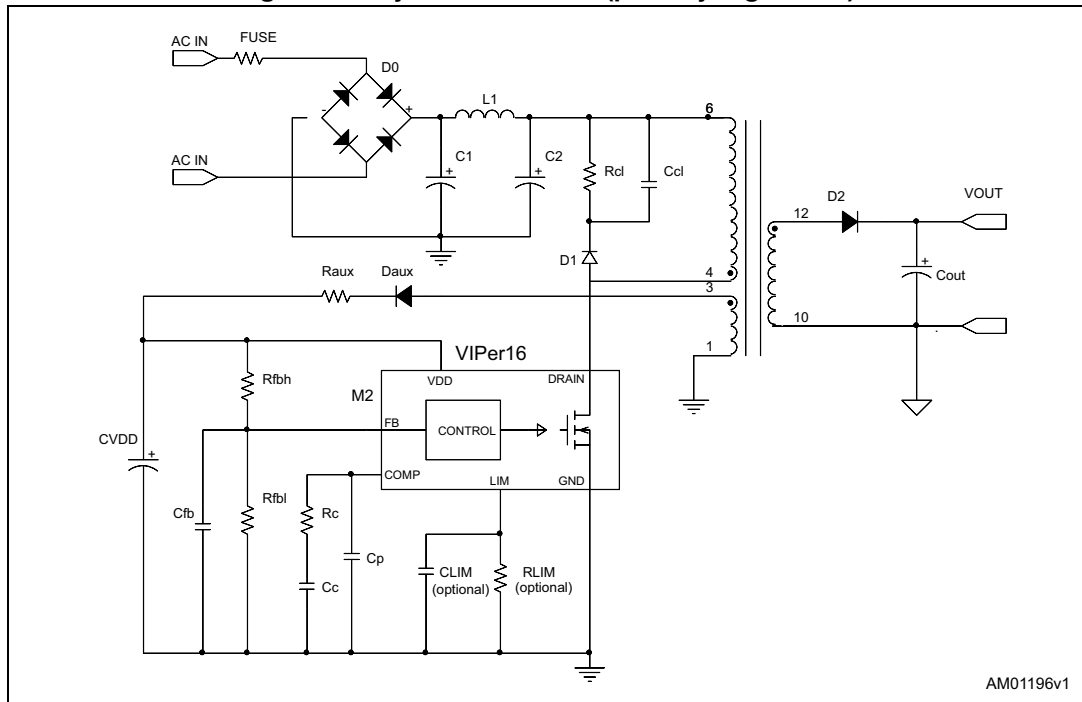 AC IN
FUSE
D0
-
+
L1
6
AC IN
C1
+
C2
+
Rcl
Ccl
D2
VOUT
12
D1
+
Cout
Raux
Daux
4
3
10
1
VIPer16
Rfbh
VDD
DRAIN
M2
FB
CONTROL
CVDD
+
COMP
LIM
GND
Cfb
Rfbl
Rc
Cp
CLIM
(optional)
RLIM
(optional)
Cc
AM01196v1